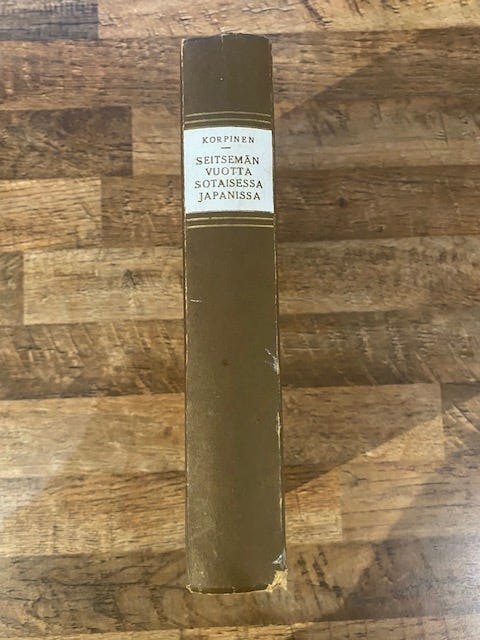 KORPINEN
SEITSEMÄN
VUOTTA
SOTAISESSA
JAPANISSA